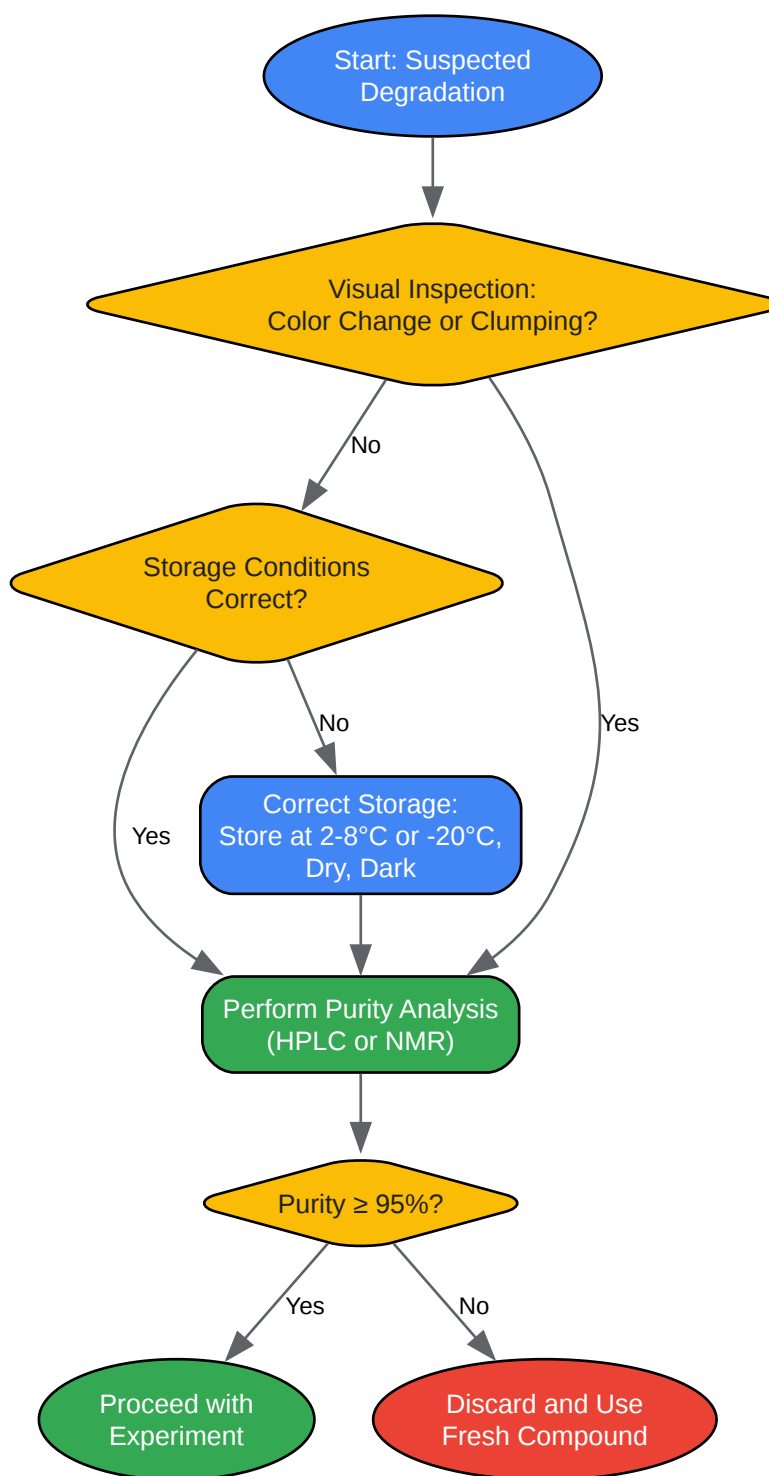 Start: Suspected
Degradation
Visual Inspection:
Color Change or Clumping?
No
Storage Conditions
Correct?
No
Yes
Yes
Correct Storage:
Store at 2-8°C or -20°C,
Dry, Dark
Perform Purity Analysis
(HPLC or NMR)
Purity ≥ 95%?
Yes
No
Proceed with
Experiment
Discard and Use
Fresh Compound